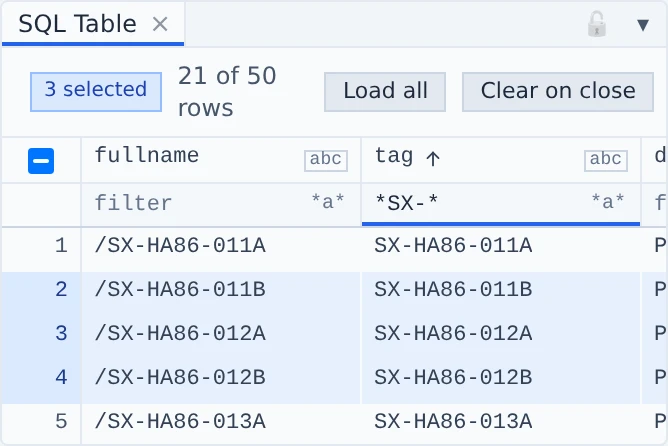 SQL Table
3 selected 21 of 50 rows Load all Clear on close
fullname abc tag ↑ abc d
filter *a* *SX-* *a* f
1 /SX-HA86-011A SX-HA86-011A P
2 /SX-HA86-011B SX-HA86-011B P
3 /SX-HA86-012A SX-HA86-012A P
4 /SX-HA86-012B SX-HA86-012B P
5 /SX-HA86-013A SX-HA86-013A P